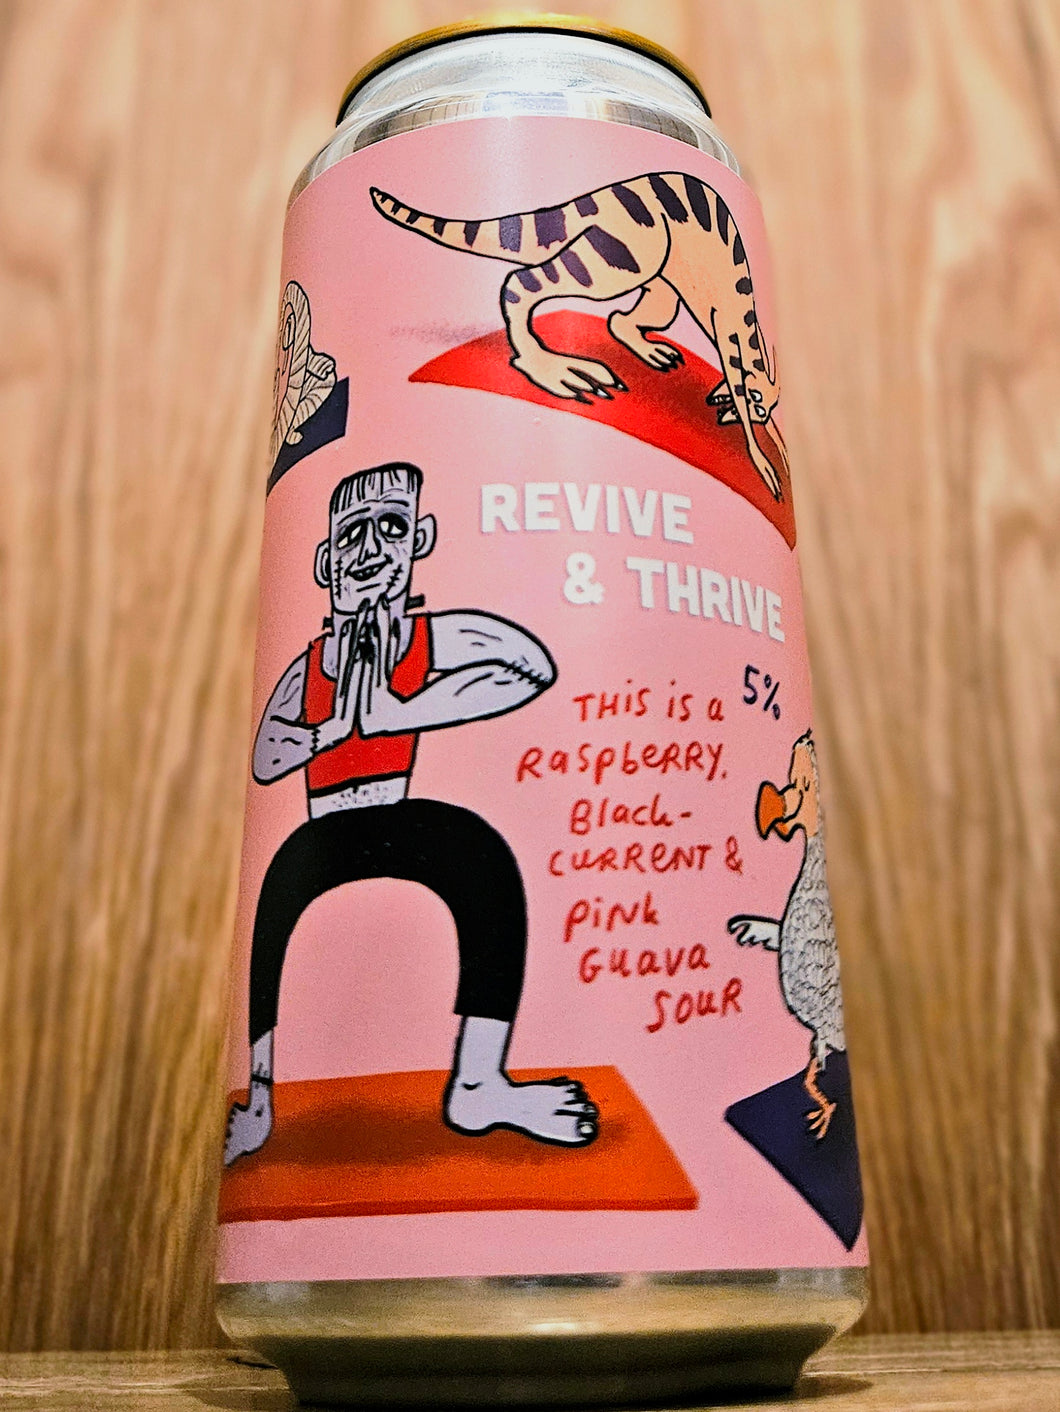 REVIVE
& THRIVE
5%
THiS iS a
RaspbeRRy,
Black-
CURReNT &
piNk
Guava
SOUR